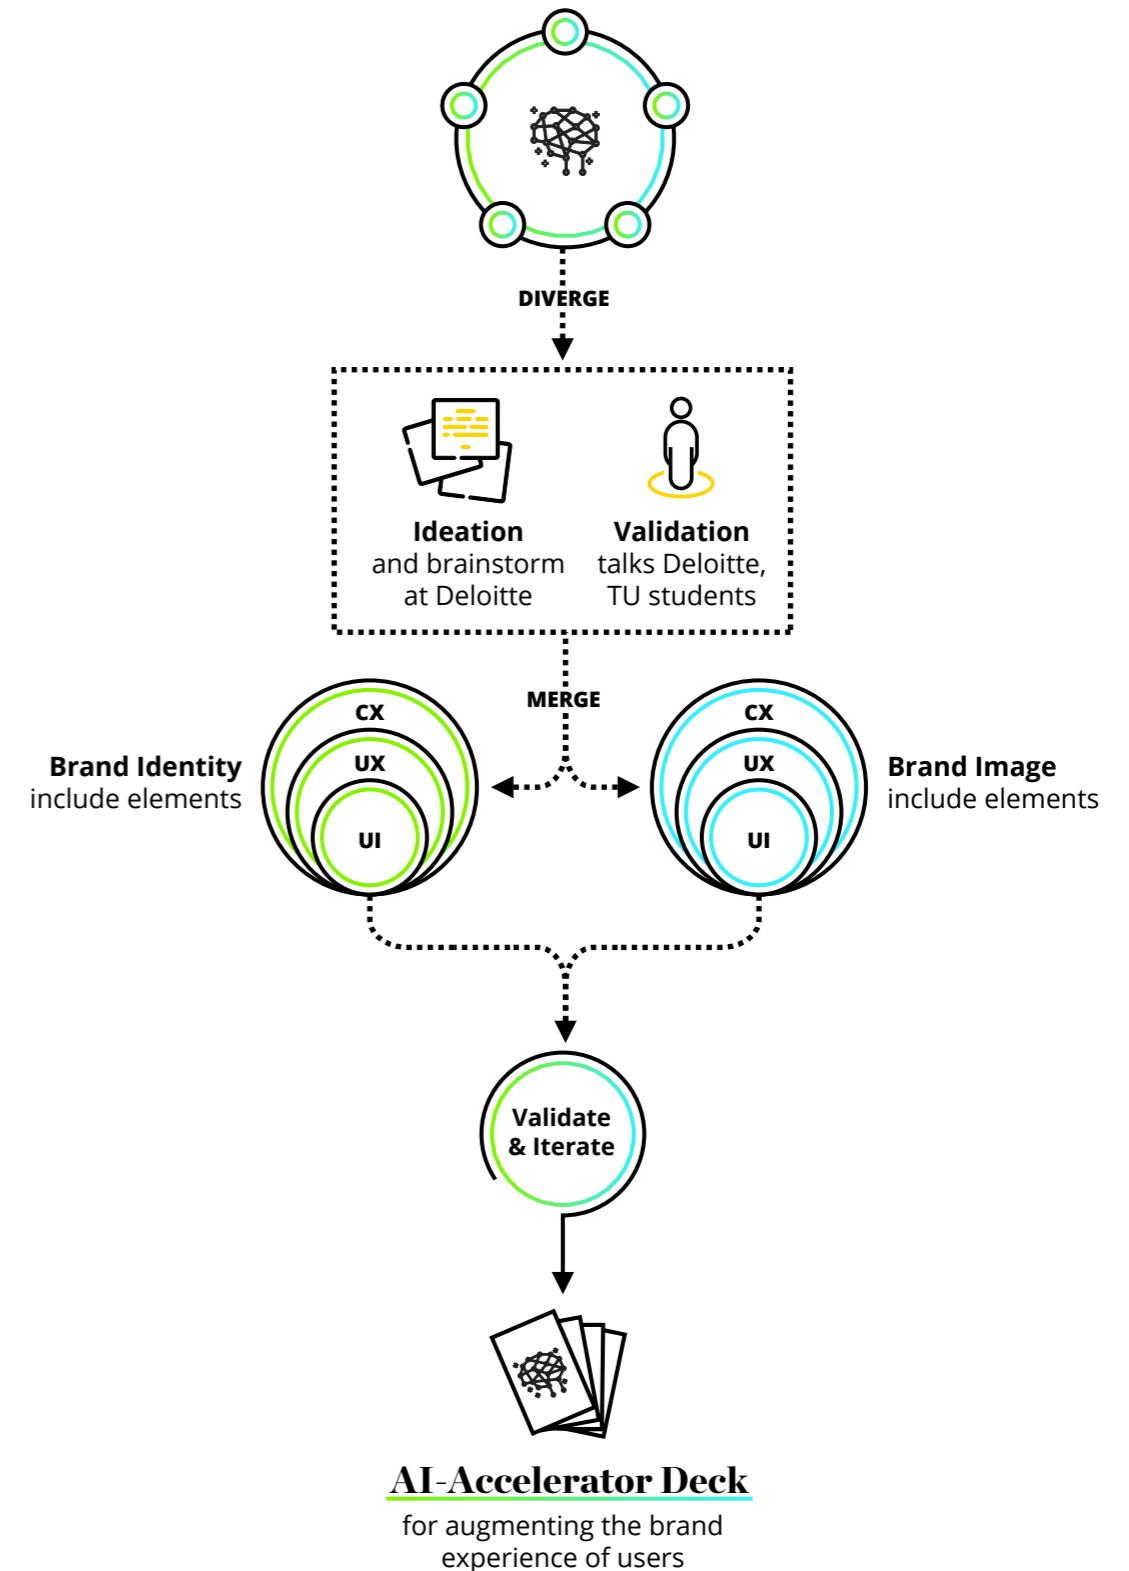 DIVERGE
Ideation
and brainstorm
at Deloitte
Validation
talks Deloitte,
TU students
MERGE
Brand Identity
include elements
CX
UX
UI
CX
UX
UI
Brand Image
include elements
Validate
& Iterate
AI-Accelerator Deck
for augmenting the brand
experience of users